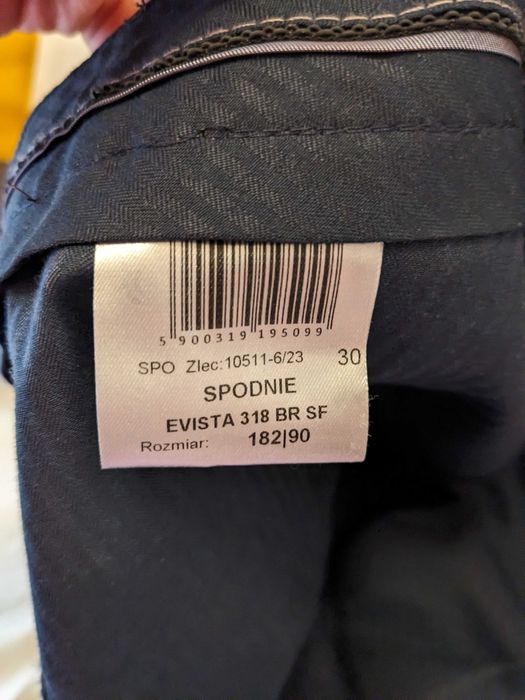 5 900319 195099
SPO Zlec:10511-6/23 30
SPODNIE
EVISTA 318 BR SF
Rozmiar: 182|90